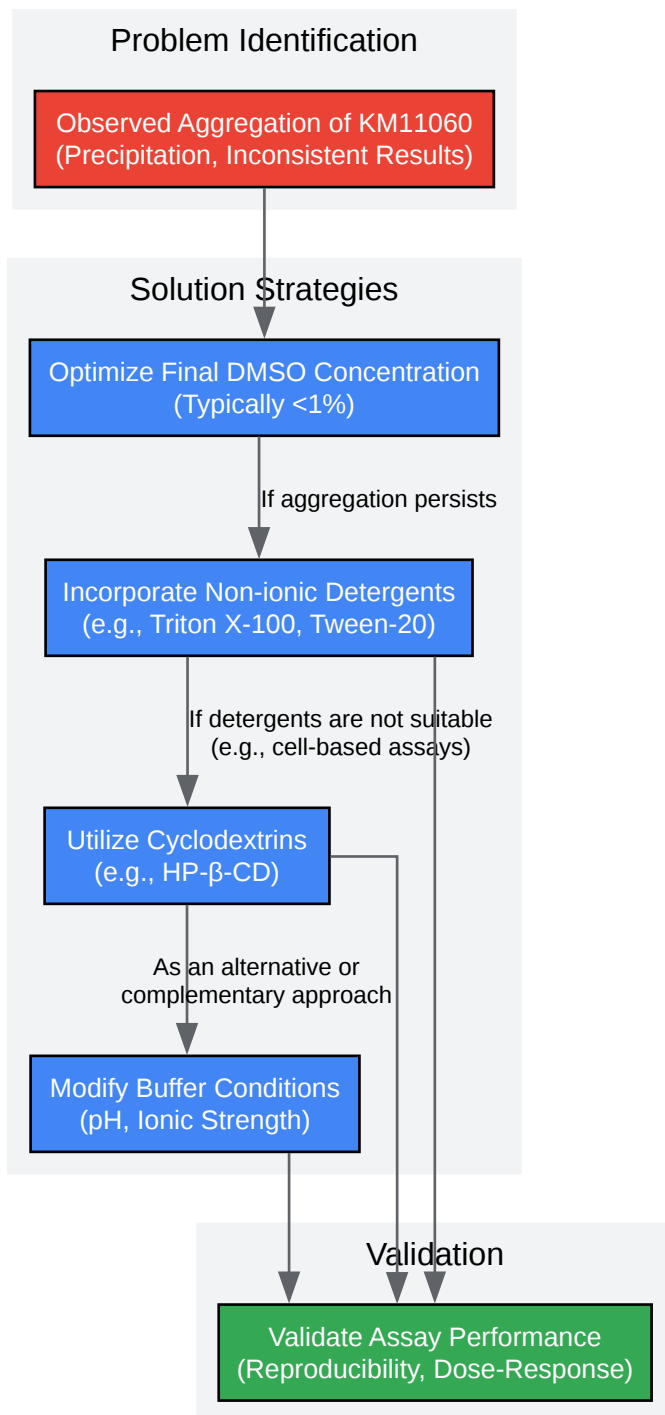 Problem Identification
Observed Aggregation of KM11060
(Precipitation, Inconsistent Results)
Solution Strategies
Optimize Final DMSO Concentration
(Typically <1%)
If aggregation persists
Incorporate Non-ionic Detergents
(e.g., Triton X-100, Tween-20)
If detergents are not suitable
(e.g., cell-based assays)
Utilize Cyclodextrins
(e.g., HP-β-CD)
As an alternative or
complementary approach
Modify Buffer Conditions
(pH, Ionic Strength)
Validation
Validate Assay Performance
(Reproducibility, Dose-Response)